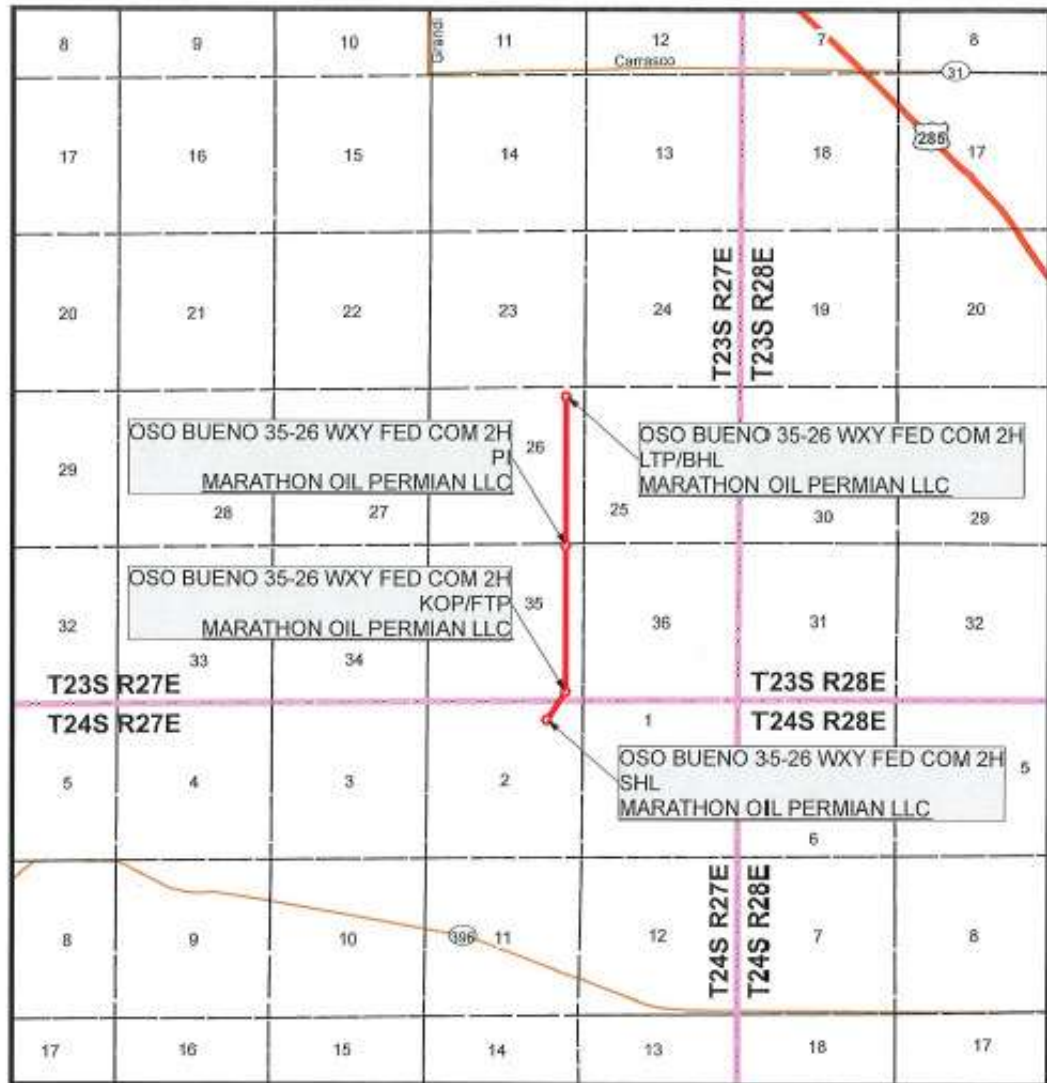 8
9
10
Grandi
11
12
7
8
Carrasco
31
285
17
16
15
14
13
18
17
20
21
22
23
24
T23S R27E
T23S R28E
19
20
OSO BUENO 35-26 WXY FED COM 2H
PI
MARATHON OIL PERMIAN LLC
26
OSO BUENO 35-26 WXY FED COM 2H
LTP/BHL
MARATHON OIL PERMIAN LLC
29
28
27
25
30
29
OSO BUENO 35-26 WXY FED COM 2H
KOP/FTP
MARATHON OIL PERMIAN LLC
35
32
33
34
36
31
32
T23S R27E
T23S R28E
T24S R27E
T24S R28E
1
OSO BUENO 35-26 WXY FED COM 2H
SHL
MARATHON OIL PERMIAN LLC
5
4
3
2
5
6
8
9
10
396
11
12
T24S R27E
T24S R28E
7
8
17
16
15
14
13
18
17